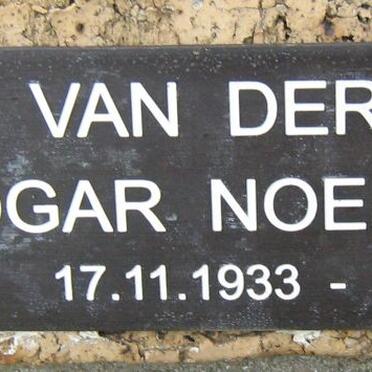 VAN DER
DGAR NOE
17.11.1933 -